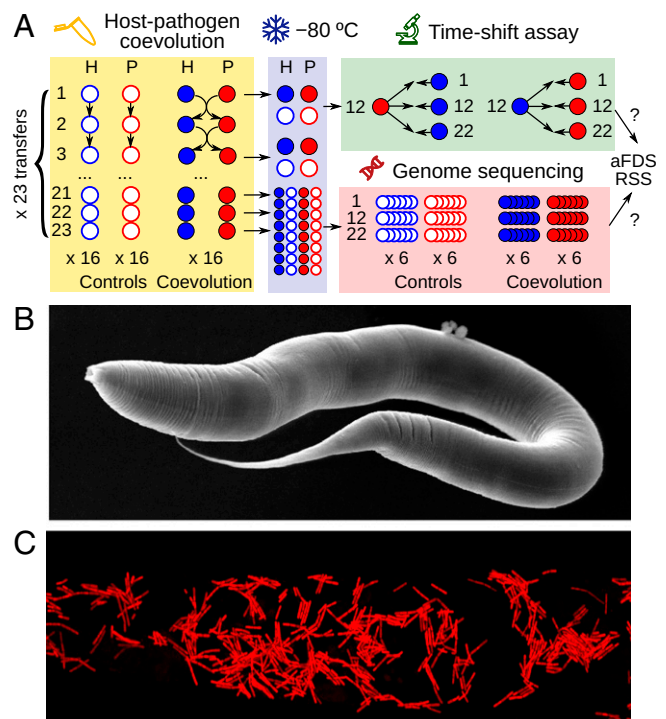 A
Host-pathogen
coevolution
−80 ºC
Time-shift assay
H P H P H P
1
2
3
... ...
...
21
22
23
x 23 transfers
x 16 x 16
x 16
Controls
Coevolution
12
1
12
22
12
1
12
22
?
aFDS
RSS
?
Genome sequencing
1
12
22
x 6 x 6 x 6 x 6
Controls
Coevolution
B
C